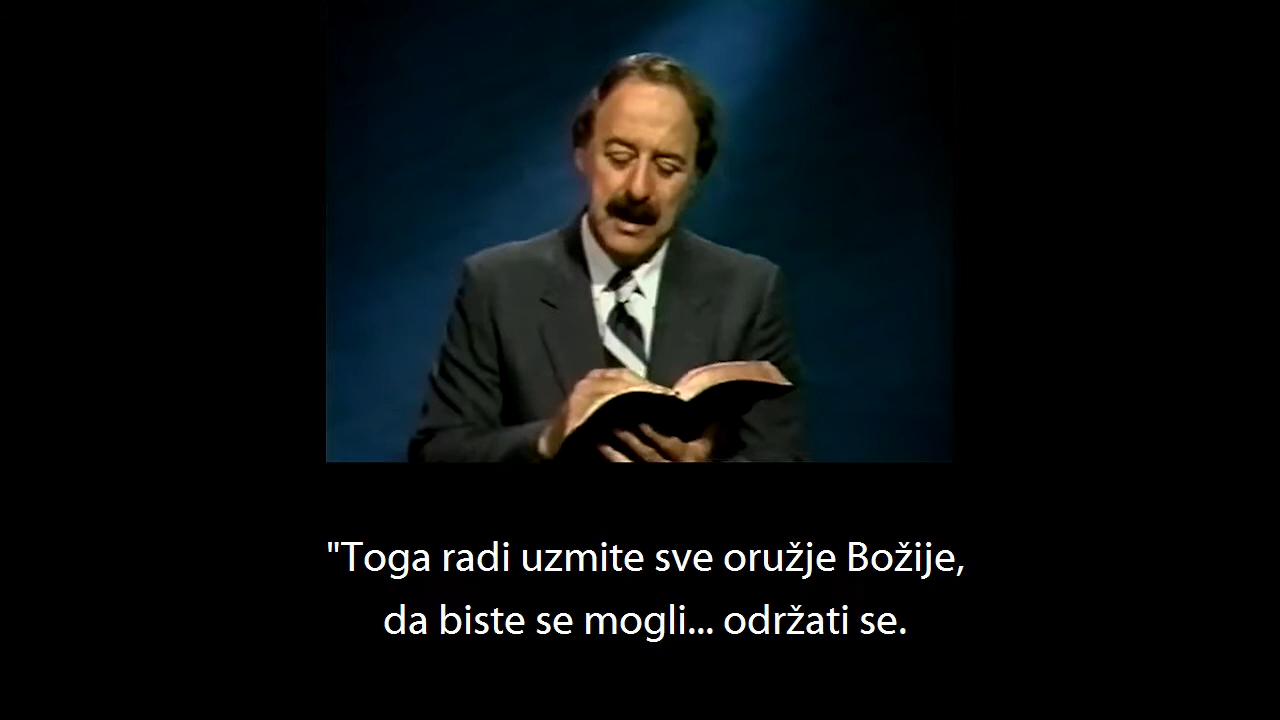 "Toga radi uzmite sve oružje Božije,
da biste se mogli... održati se.